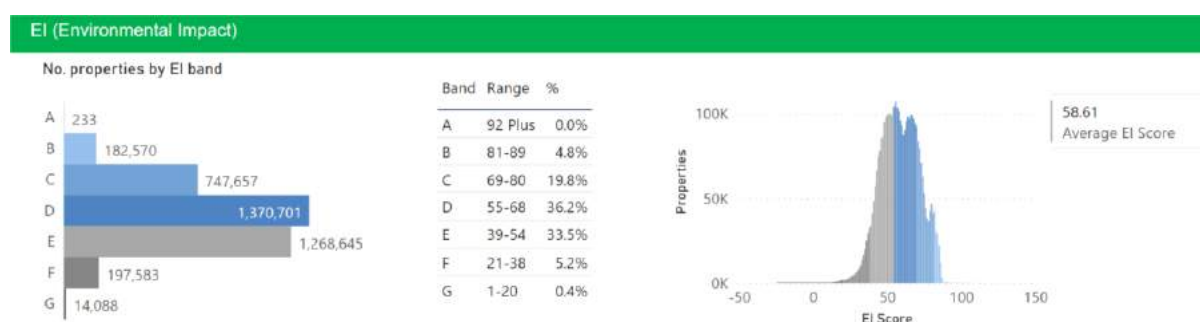 EI (Environmental Impact)
No. properties by EI band
A 233
B 182,570
C 747,657
D 1,370,701
E 1,268,645
F 197,583
G 14,088
Band Range %
A 92 Plus 0.0%
B 81-89 4.8%
C 69-80 19.8%
D 55-68 36.2%
E 39-54 33.5%
F 21-38 5.2%
G 1-20 0.4%
Properties
100K
50K
0K
-50 0 50 100 150
EI Score
58.61
Average EI Score